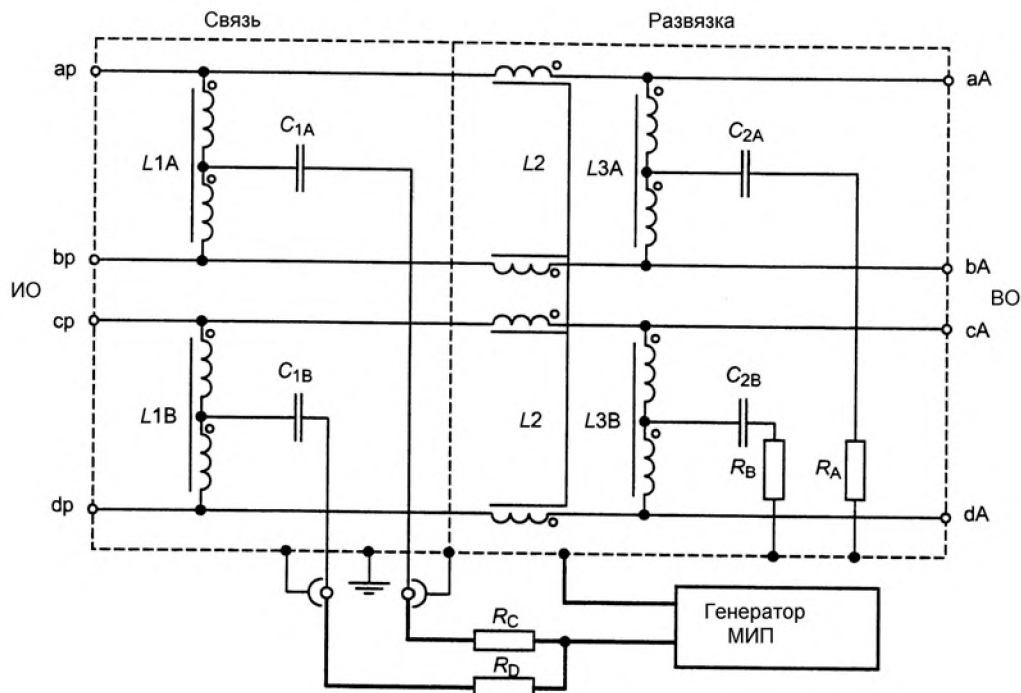 Связь
Развязка
ap
aA
C1A
C2A
L1A
L2
L3A
bp
bA
ИО
ВО
cp
cA
C1B
C2B
L1B
L2
L3B
RB
RA
dp
dA
RC
Генератор
МИП
RD